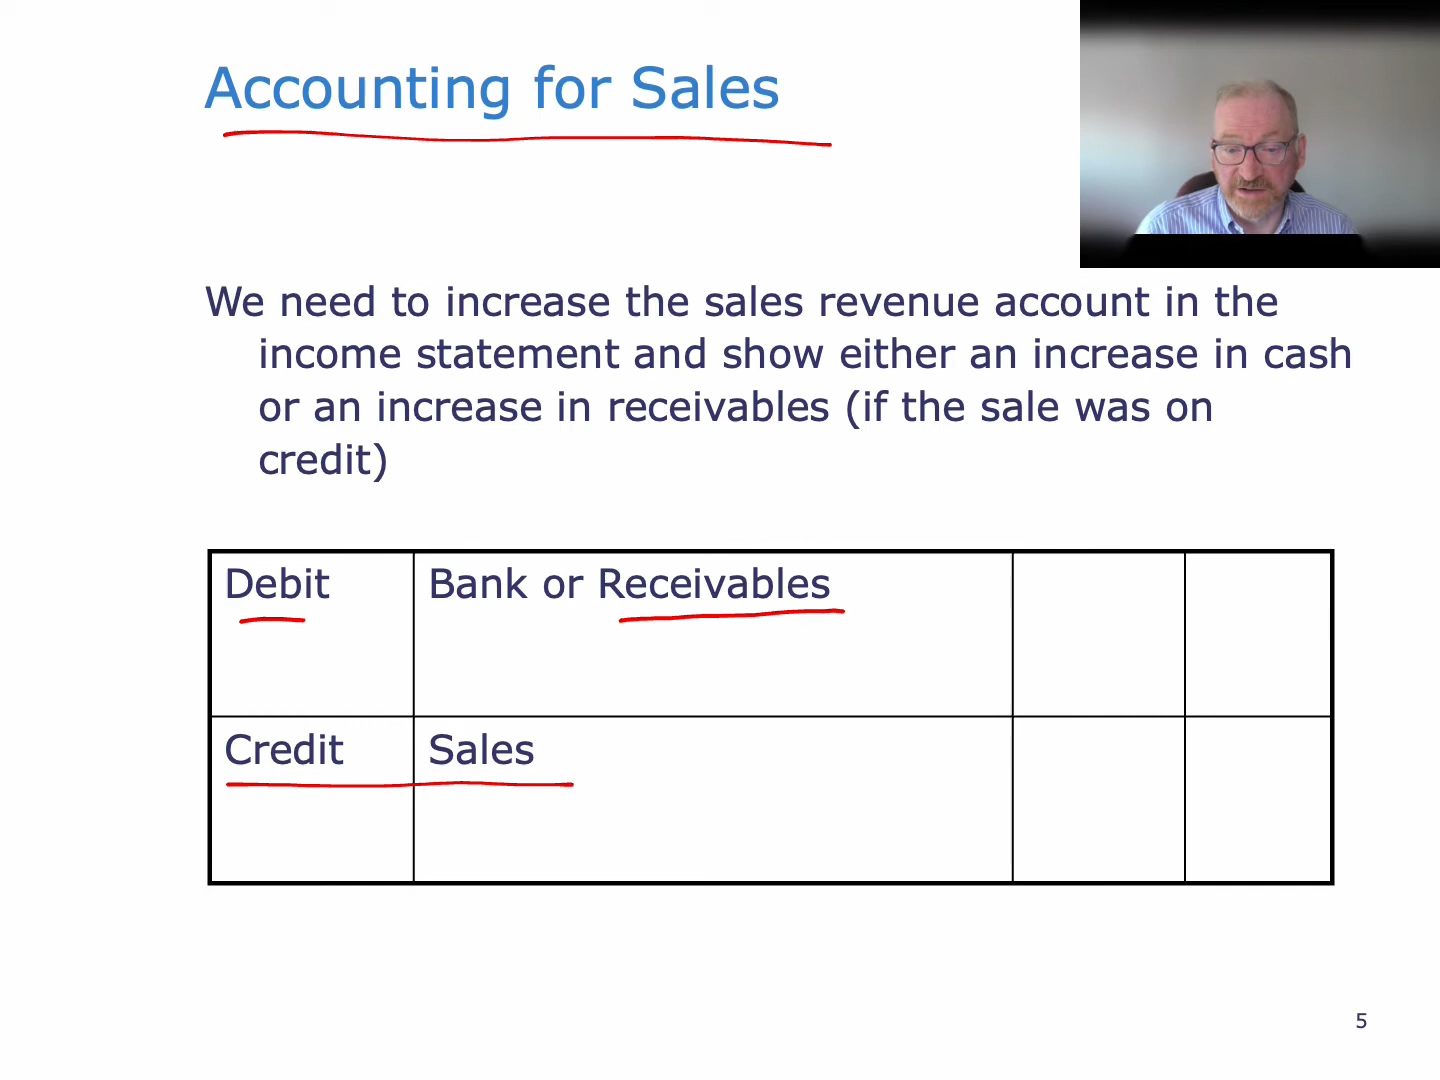 Accounting for Sales
We need to increase the sales revenue account in the
income statement and show either an increase in cash
or an increase in receivables (if the sale was on
credit)
Debit Bank or Receivables
Credit Sales
5